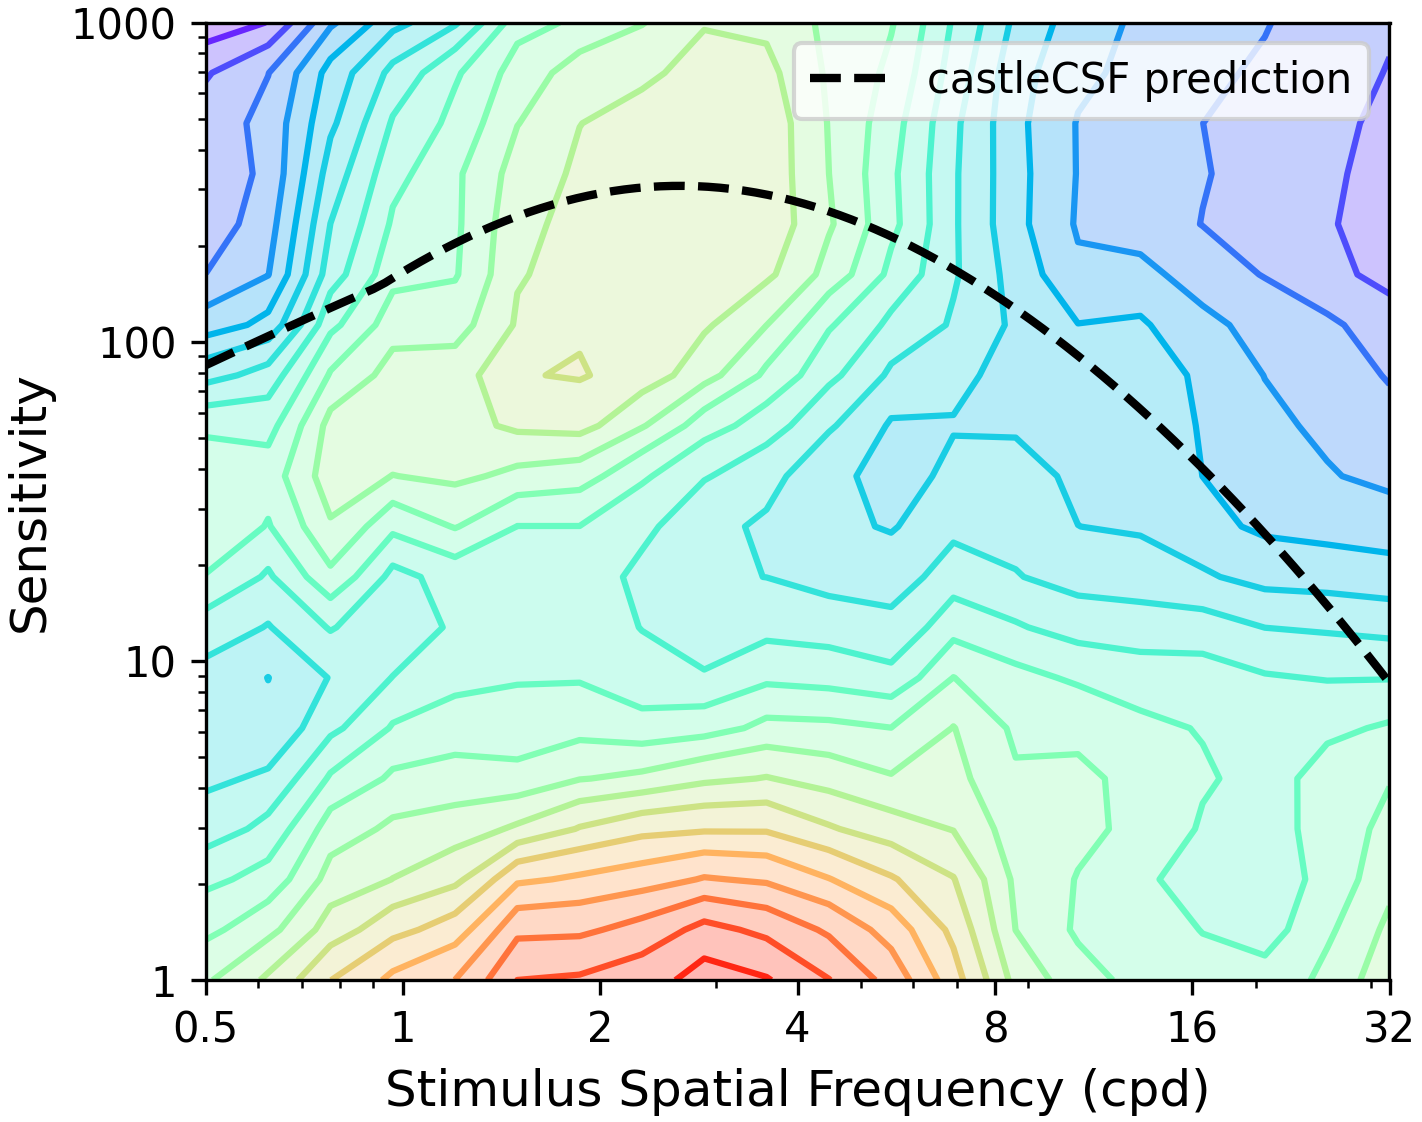 1000
100
10
1
Sensitivity
castleCSF prediction
0.5 1 2 4 8 16 32
Stimulus Spatial Frequency (cpd)